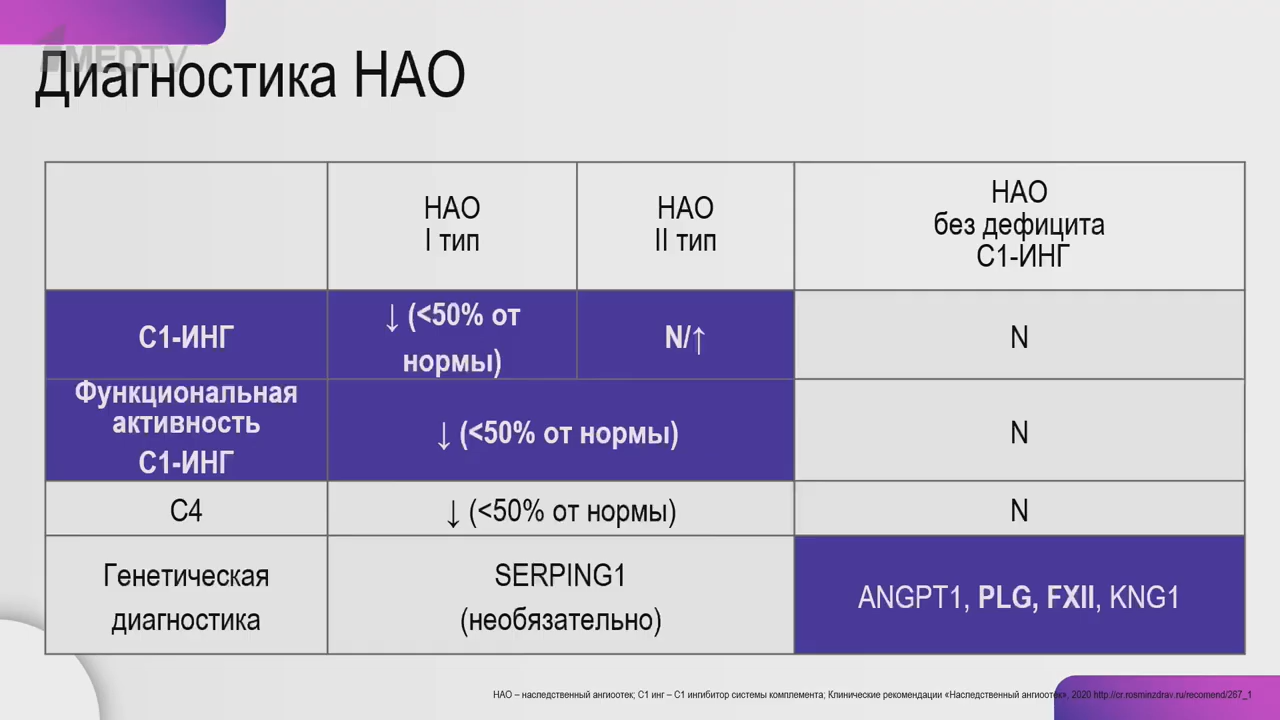 1MEDTV
Диагностика НАО
НАО
I тип
НАО
II тип
НАО
без дефицита
С1-ИНГ
С1-ИНГ
↓ (<50% от
нормы)
N/↑
N
Функциональная
активность
С1-ИНГ
↓ (<50% от нормы)
N
С4
↓ (<50% от нормы)
N
Генетическая
диагностика
SERPING1
(необязательно)
ANGPT1, PLG, FXII, KNG1
НАО – наследственный ангиоотек; С1 инг – С1 ингибитор системы комплемента; Клинические рекомендации «Наследственный ангиоотек», 2020 http://cr.rosminzdrav.ru/recomend/267_1